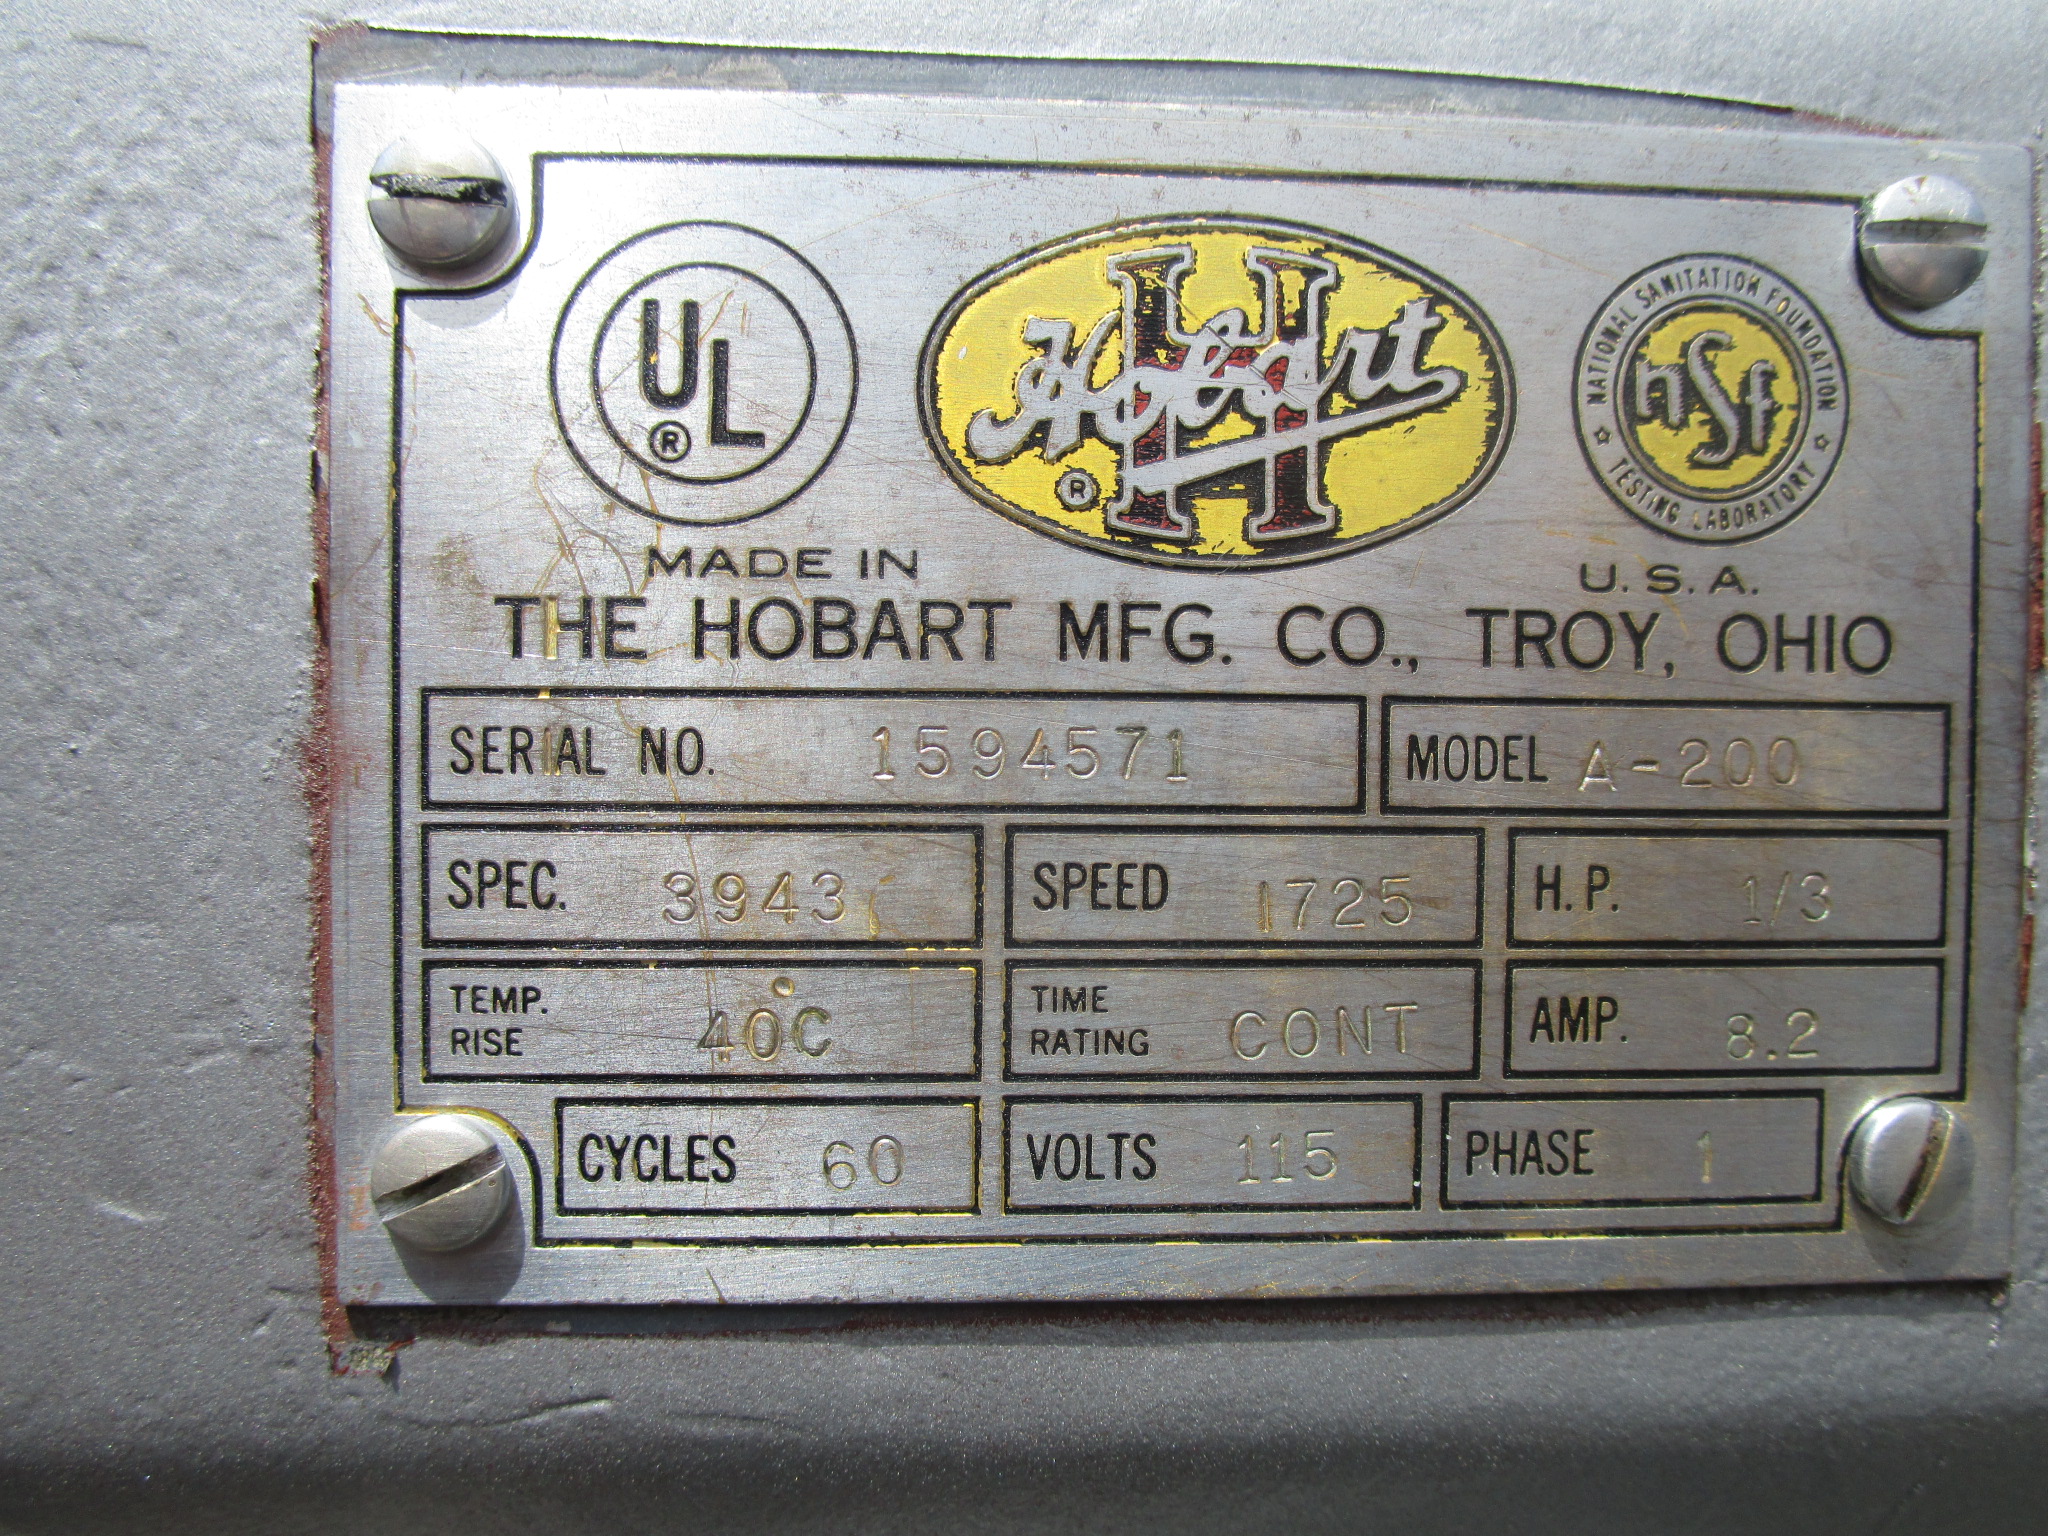 UL ®
Hobart H ®
NATIONAL SANITATION FOUNDATION
nsf
TESTING LABORATORY
MADE IN U.S.A.
THE HOBART MFG. CO., TROY, OHIO
SERIAL NO. 1594571 MODEL A-200
SPEC. 3943 SPEED 1725 H.P. 1/3
TEMP. RISE 40°C TIME RATING CONT AMP. 8.2
CYCLES 60 VOLTS 115 PHASE 1